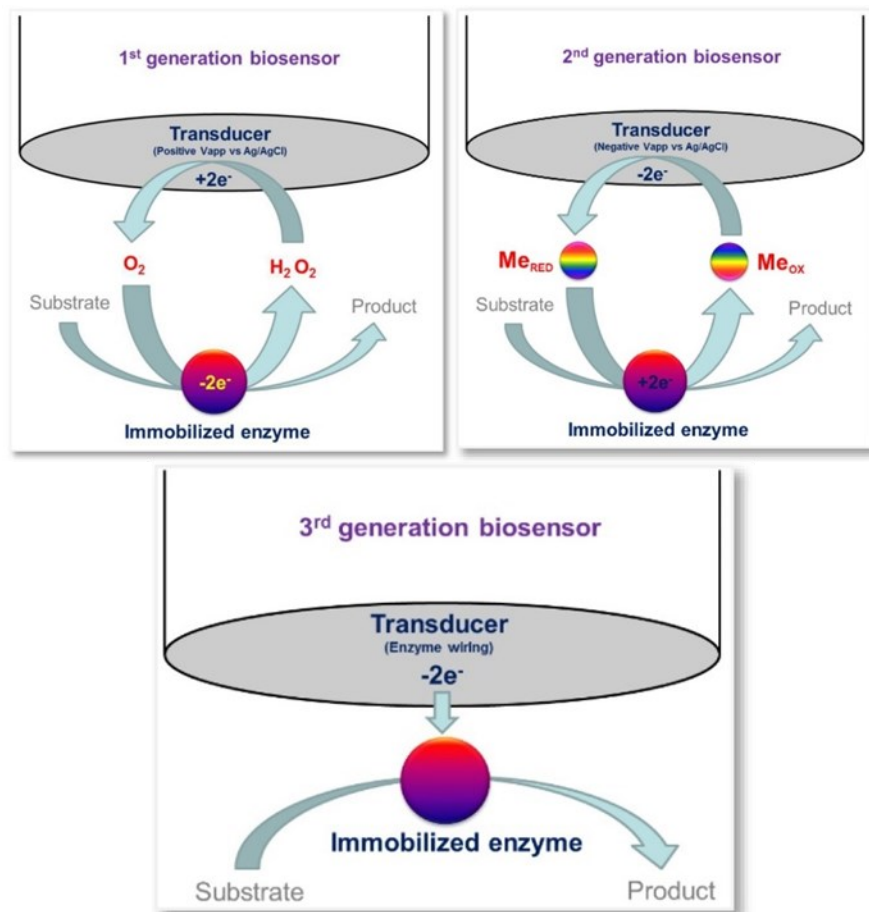 1st generation biosensor
Transducer
(Positive Vapp vs Ag/AgCl)
+2e-
O2
H2O2
Substrate
Product
-2e-
Immobilized enzyme
2nd generation biosensor
Transducer
(Negative Vapp vs Ag/AgCl)
-2e-
MeRED
MeOX
Substrate
Product
+2e-
Immobilized enzyme
3rd generation biosensor
Transducer
(Enzyme wiring)
-2e-
Immobilized enzyme
Substrate
Product